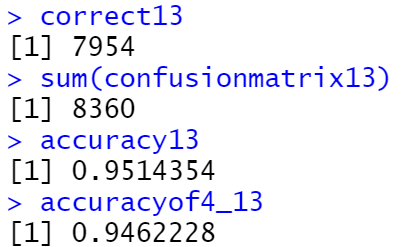 > correct13
[1] 7954
> sum(confusionmatrix13)
[1] 8360
> accuracy13
[1] 0.9514354
> accuracyof4_13
[1] 0.9462228